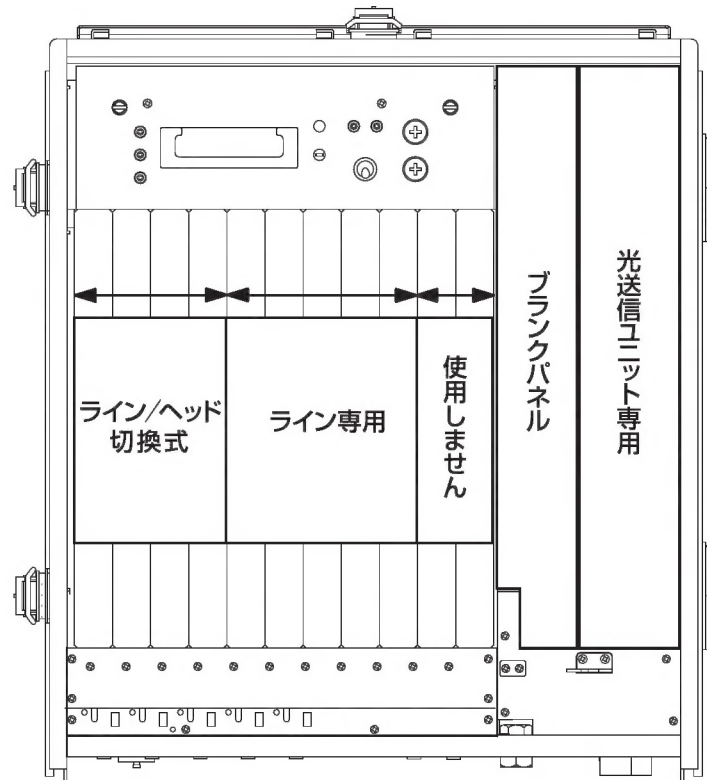 ライン/ヘッド
切換式
ライン専用
使用しません
ブランクパネル
光送信ユニット専用